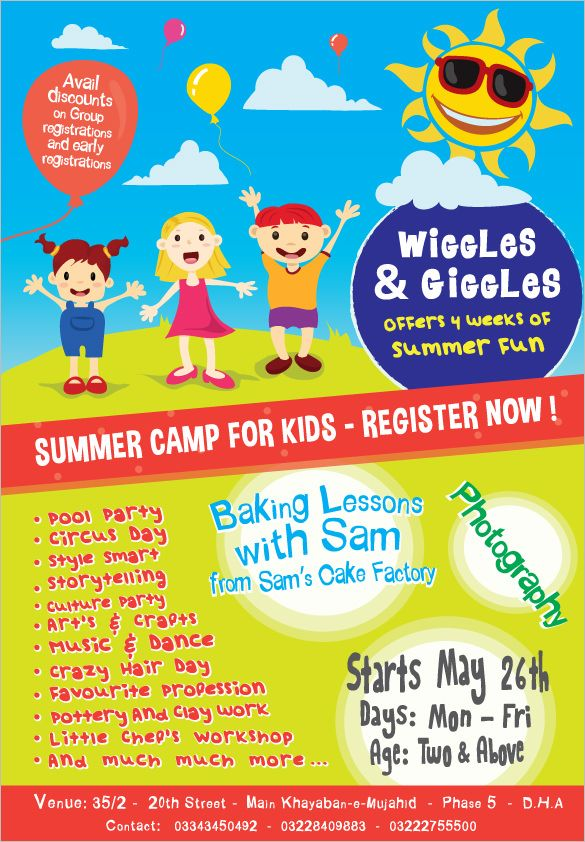 Avail
discounts
on Group
registrations
and early
registrations
Wiggles
& Giggles
offers 4 weeks of
summer fun
SUMMER CAMP FOR KIDS - REGISTER NOW !
• Pool Party
• Circus Day
• Style Smart
• Storytelling
• Culture Party
• Art's & Crafts
• Music & Dance
• Crazy Hair Day
• Favourite Profession
• Pottery And Clay Work
• Little Chef's Workshop
• And much much more ...
Baking Lessons
with Sam
from Sam's Cake Factory
Photography
Starts May 26th
Days: Mon – Fri
Age: Two & Above
Venue: 35/2 - 20th Street - Main Khayaban-e-Mujahid - Phase 5 - D.H.A
Contact: 03343450492 - 03228409883 - 03222755500